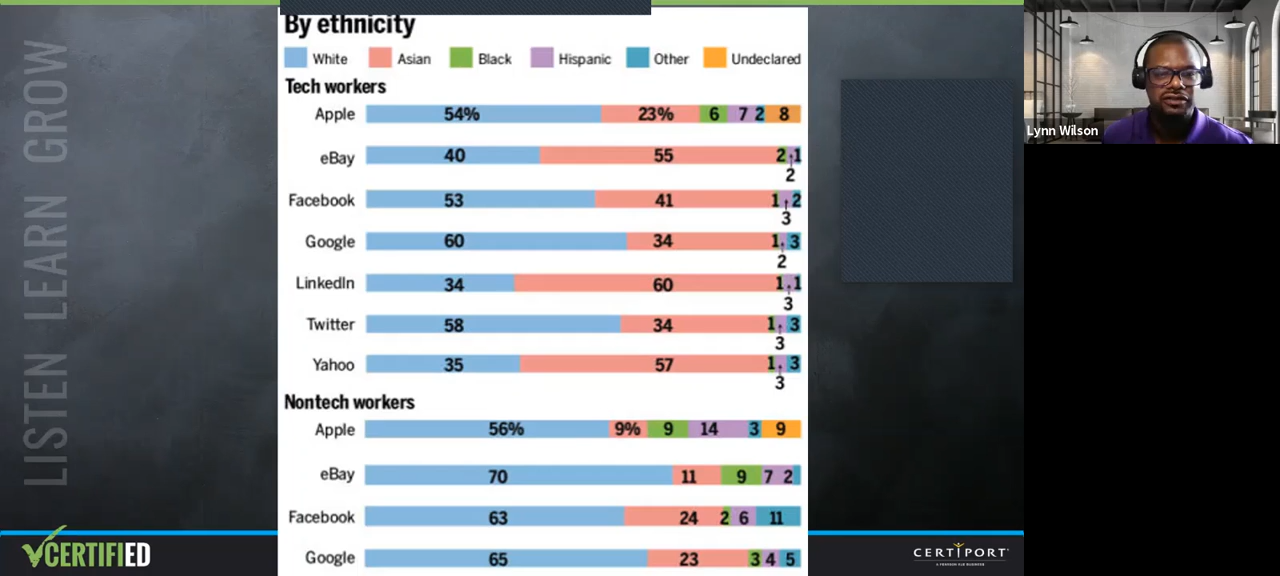 By ethnicity
White Asian Black Hispanic Other Undeclared
Tech workers
Apple 54% 23% 6 7 2 8
eBay 40 55 2 1
2
Facebook 53 41 1 2
3
Google 60 34 1 3
2
LinkedIn 34 60 1 1
3
Twitter 58 34 1 3
3
Yahoo 35 57 1 3
3
Nontech workers
Apple 56% 9% 9 14 3 9
eBay 70 11 9 7 2
Facebook 63 24 2 6 11
Google 65 23 3 4 5
LISTEN LEARN GROW
CERTIFIED
CERTIPORT
Lynn Wilson